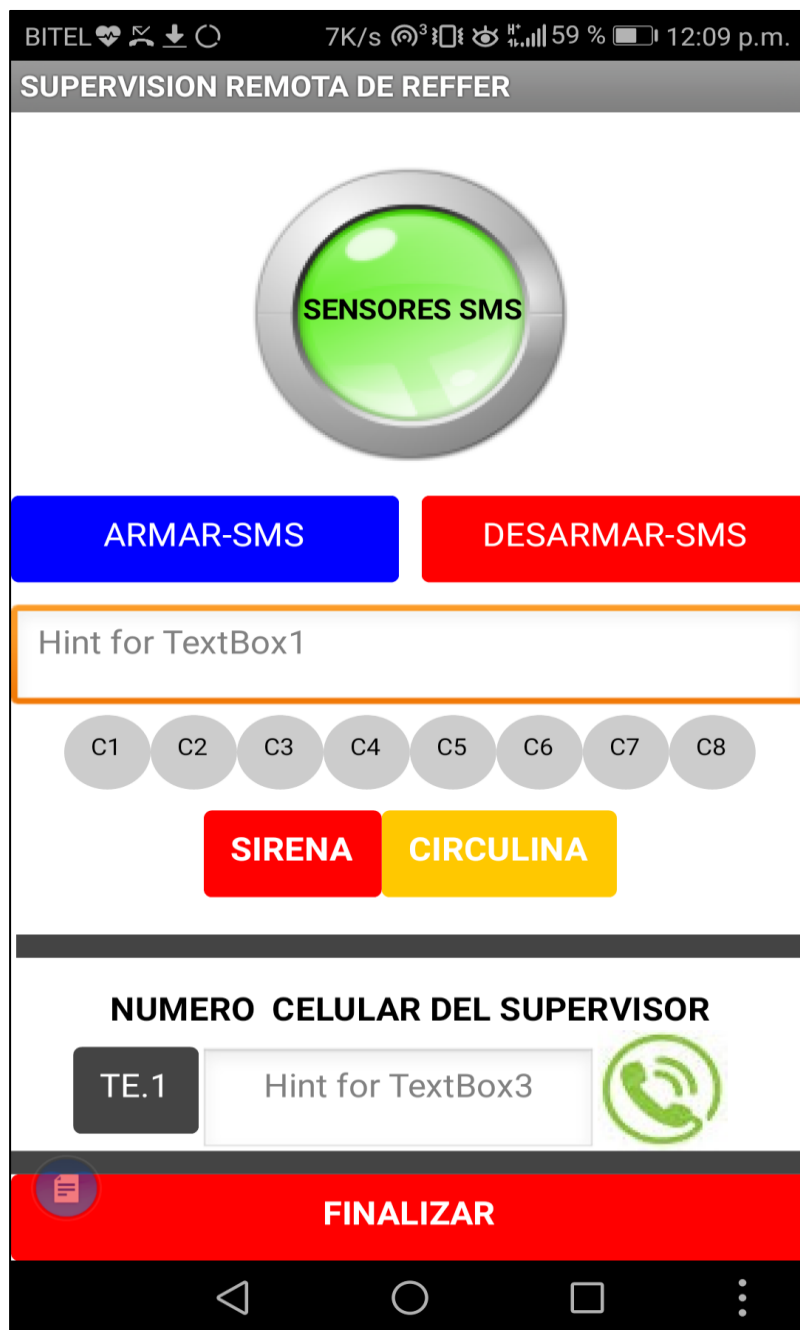 BITEL 7K/s 3 H+ 59 % 12:09 p.m.
SUPERVISION REMOTA DE REFFER
SENSORES SMS
ARMAR-SMS DESARMAR-SMS
Hint for TextBox1
C1 C2 C3 C4 C5 C6 C7 C8
SIRENA CIRCULINA
NUMERO CELULAR DEL SUPERVISOR
TE.1 Hint for TextBox3
FINALIZAR